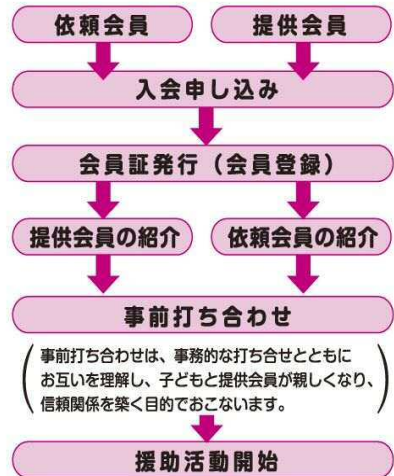 依頼会員
提供会員
入会申し込み
会員証発行（会員登録）
提供会員の紹介
依頼会員の紹介
事前打ち合わせ
事前打ち合わせは、事務的な打合せとともに
お互いを理解し、子どもと提供会員が親しくなり、
信頼関係を築く目的でおこないます。
援助活動開始